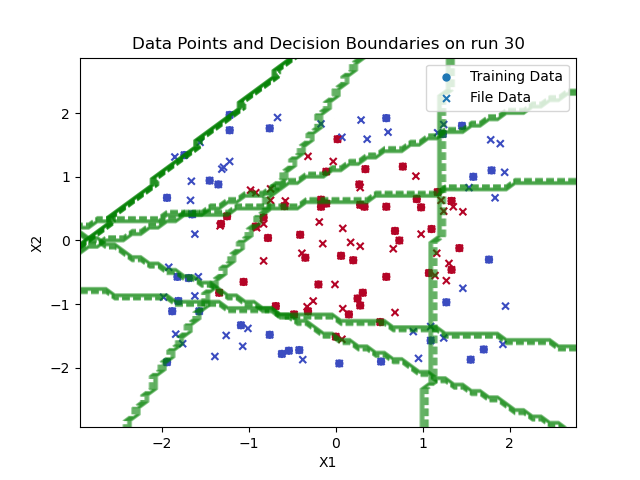 Data Points and Decision Boundaries on run 30
Training Data
File Data
X2
2
1
0
−1
−2
−2 −1 0 1 2
X1